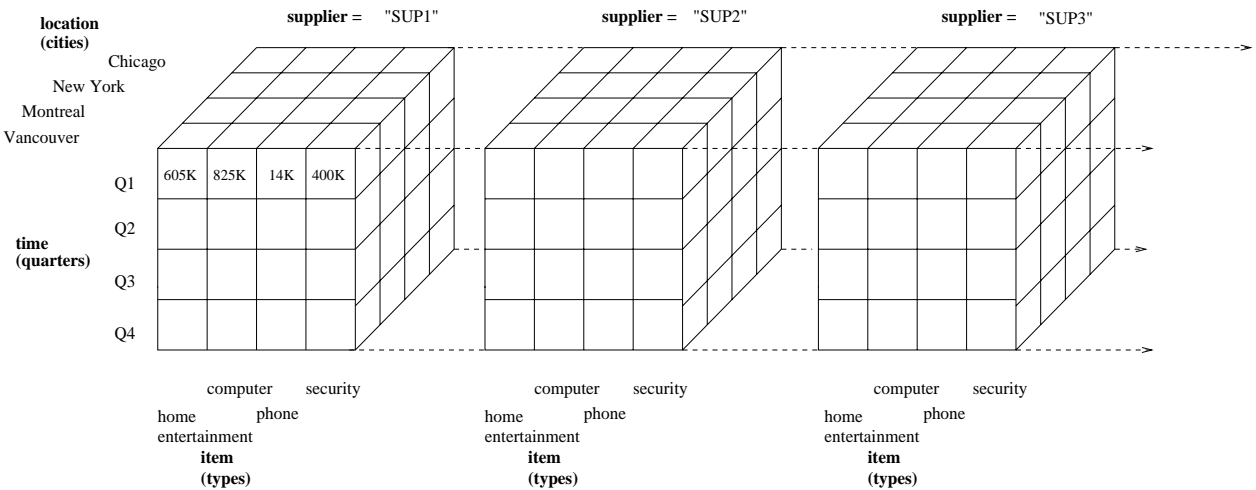 location
(cities)
supplier = "SUP1"
supplier = "SUP2"
supplier = "SUP3"
Chicago
New York
Montreal
Vancouver
Q1 605K 825K 14K 400K
Q2
time
(quarters)
Q3
Q4
computer security
home phone
entertainment
item
(types)
computer security
home phone
entertainment
item
(types)
computer security
home phone
entertainment
item
(types)